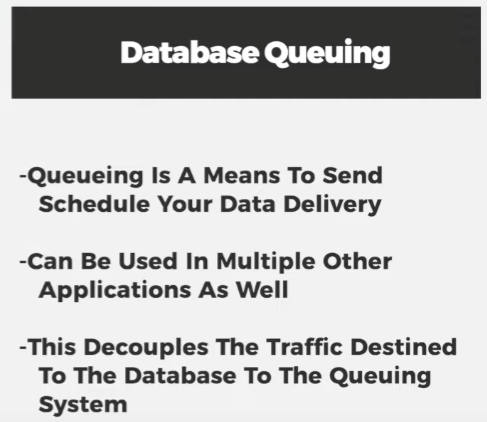 Database Queuing
-Queueing Is A Means To Send
Schedule Your Data Delivery
-Can Be Used In Multiple Other
Applications As Well
-This Decouples The Traffic Destined
To The Database To The Queuing
System